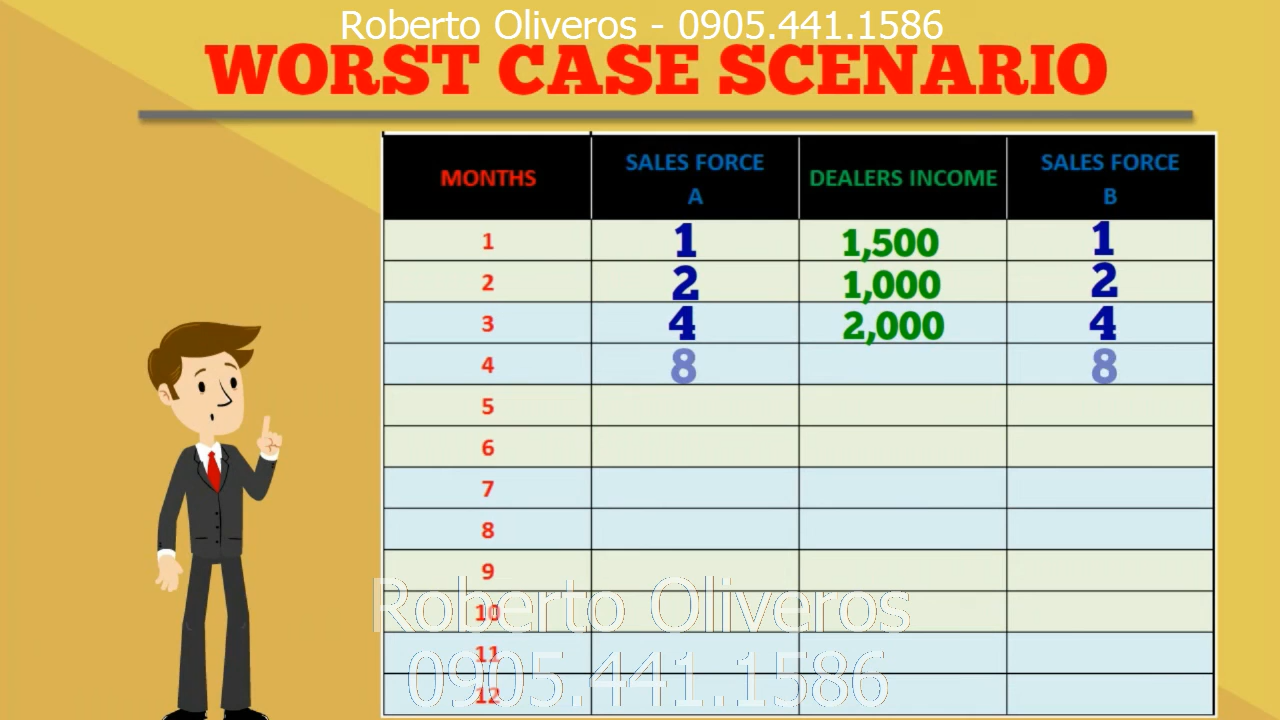 Roberto Oliveros - 0905.441.1586
WORST CASE SCENARIO
MONTHS SALES FORCE A DEALERS INCOME SALES FORCE B
1 1 1,500 1
2 2 1,000 2
3 4 2,000 4
4 8 8
5
6
7
8
9
Roberto Oliveros
10
11
0905.441.1586
12